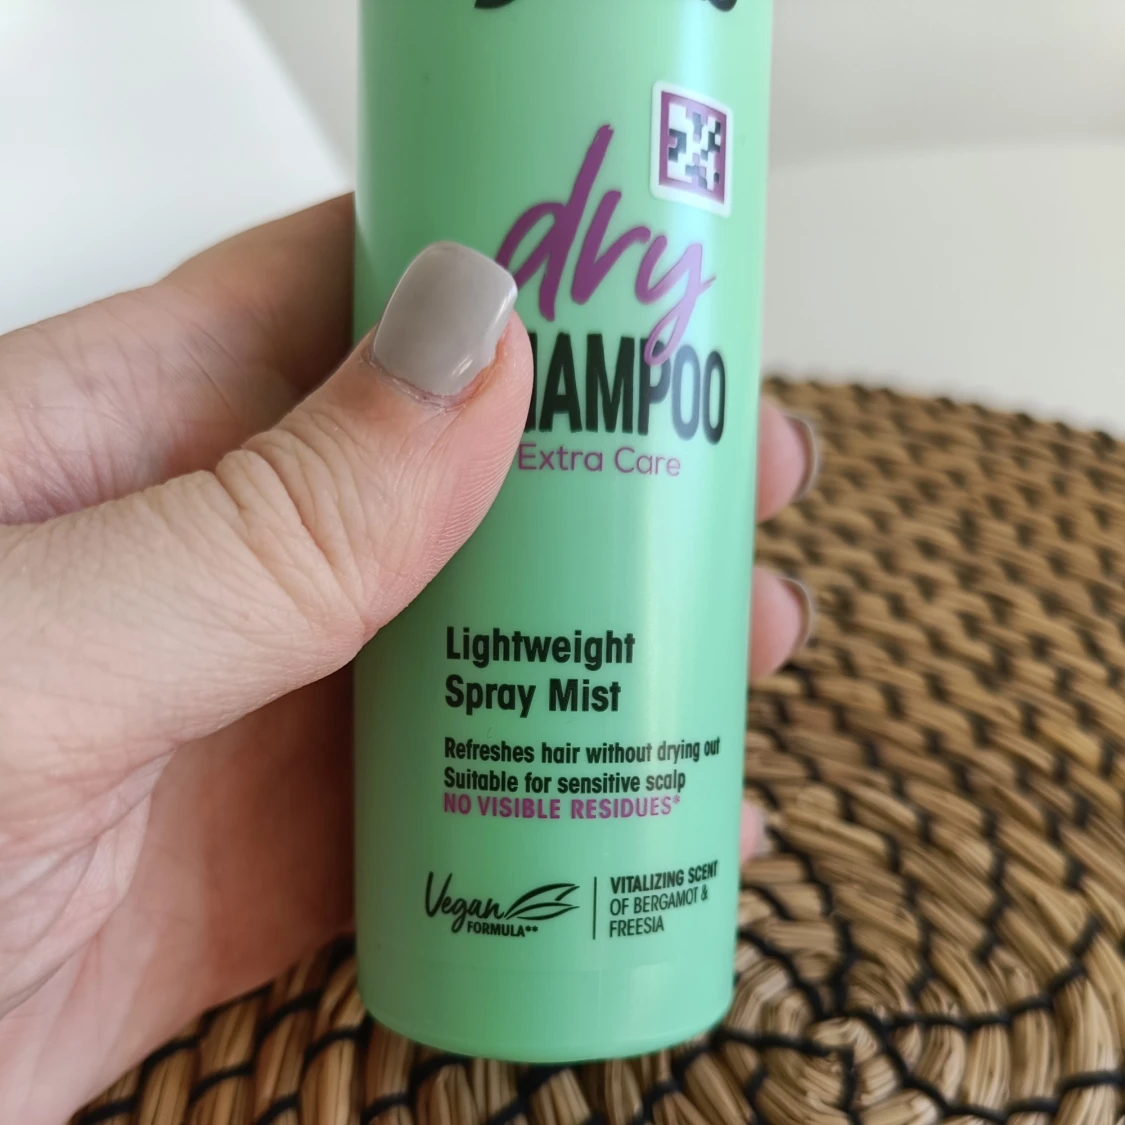 dry
SHAMPOO
Extra Care
Lightweight
Spray Mist
Refreshes hair without drying out
Suitable for sensitive scalp
NO VISIBLE RESIDUES*
Vegan
FORMULA**
VITALIZING SCENT
OF BERGAMOT &
FREESIA